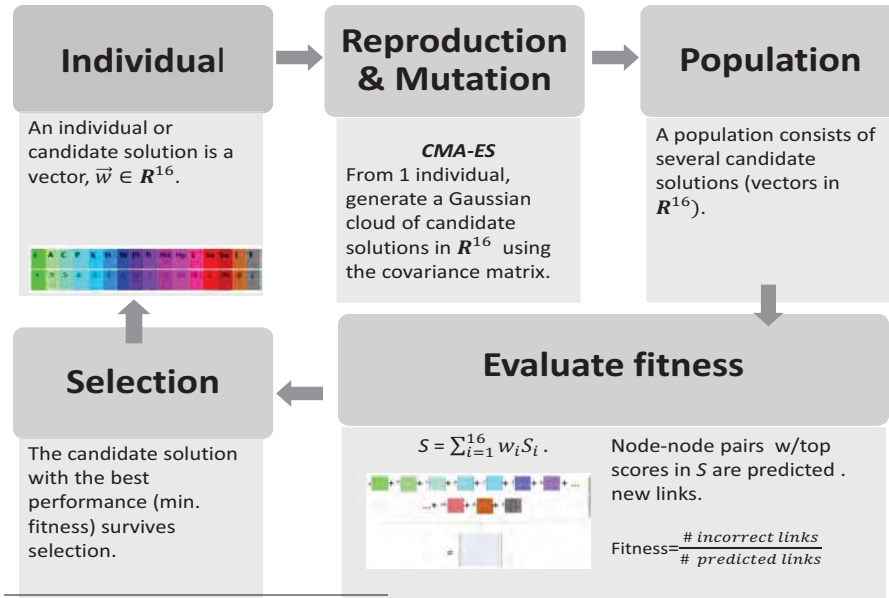 Individual
An individual or
candidate solution is a
vector, w⃗ ∈ R¹⁶.
A C P
Reproduction
& Mutation
CMA-ES
From 1 individual,
generate a Gaussian
cloud of candidate
solutions in R¹⁶ using
the covariance matrix.
Population
A population consists of
several candidate
solutions (vectors in
R¹⁶).
Evaluate fitness
S = ∑¹⁶ᵢ₌₁ wᵢSᵢ .
+ + + + + + + ...
...+ + +
=
Node-node pairs w/top
scores in S are predicted .
new links.
Fitness= # incorrect links / # predicted links
Selection
The candidate solution
with the best
performance (min.
fitness) survives
selection.